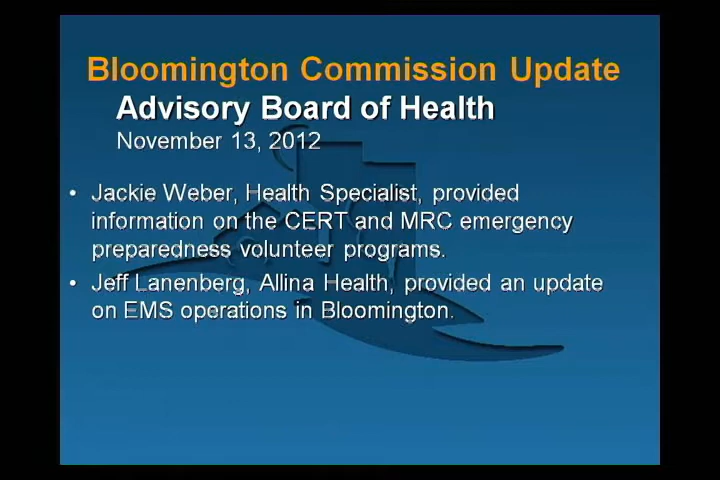 Bloomington Commission Update
Advisory Board of Health
November 13, 2012
• Jackie Weber, Health Specialist, provided
information on the CERT and MRC emergency
preparedness volunteer programs.
• Jeff Lanenberg, Allina Health, provided an update
on EMS operations in Bloomington.